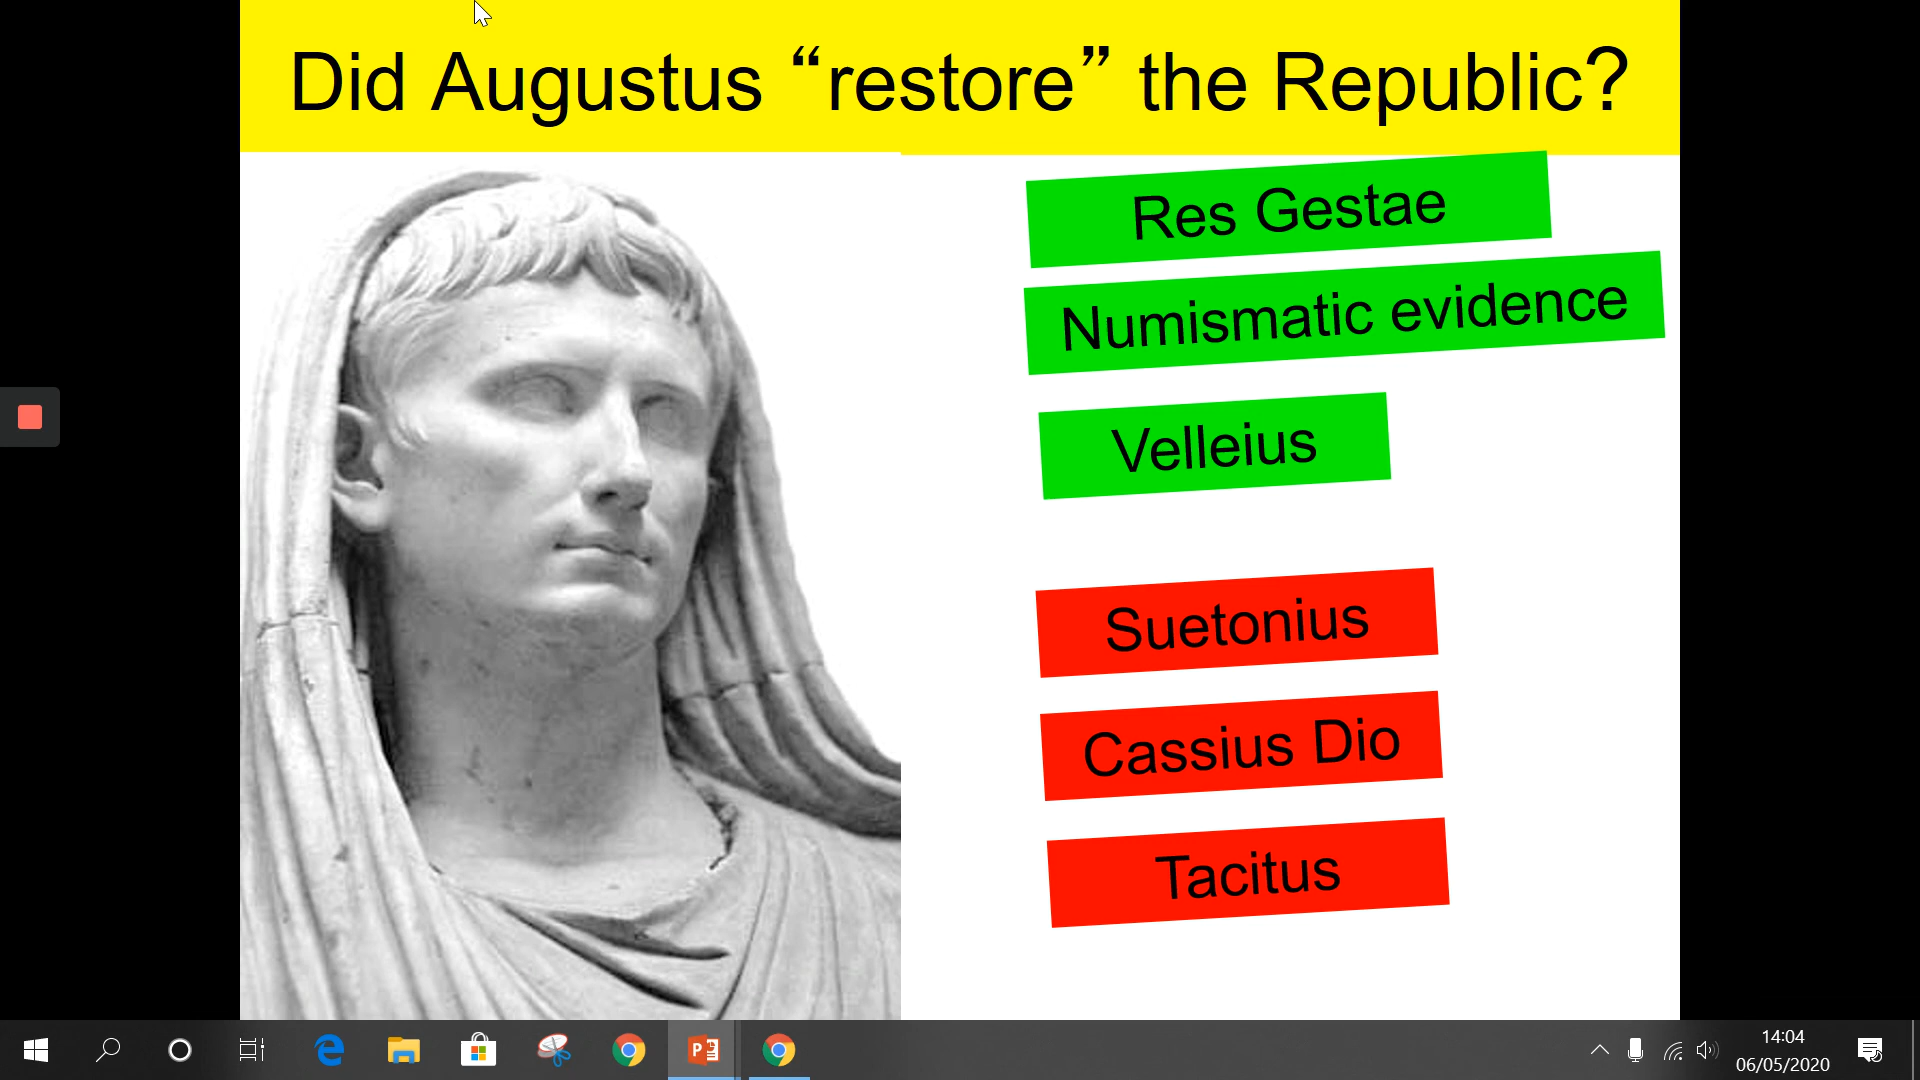 Did Augustus “restore” the Republic?
Res Gestae
Numismatic evidence
Velleius
Suetonius
Cassius Dio
Tacitus
14:04
06/05/2020